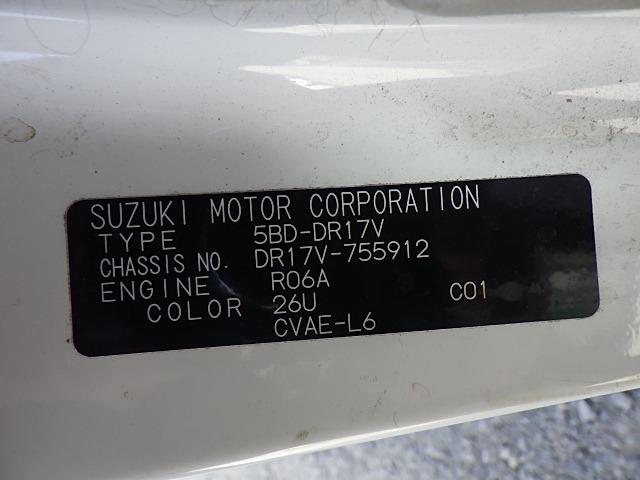 SUZUKI MOTOR CORPORATION
TYPE 5BD-DR17V
CHASSIS NO. DR17V-755912
ENGINE R06A
COLOR 26U C01
CVAE-L6